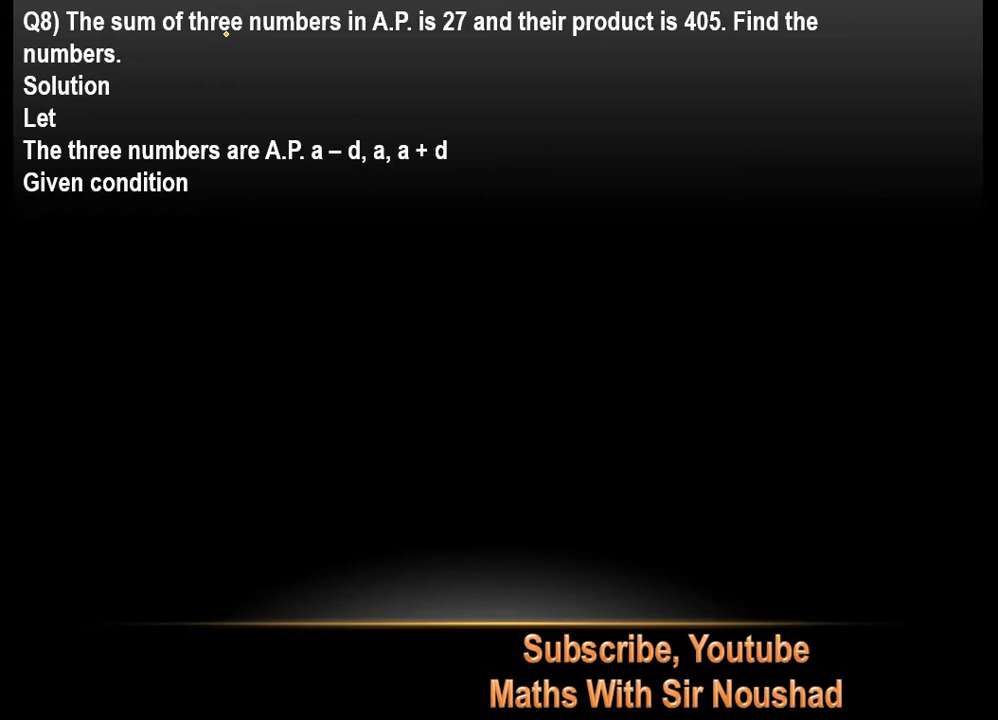 Q8) The sum of three numbers in A.P. is 27 and their product is 405. Find the
numbers.
Solution
Let
The three numbers are A.P. a – d, a, a + d
Given condition
Subscribe, Youtube
Maths With Sir Noushad